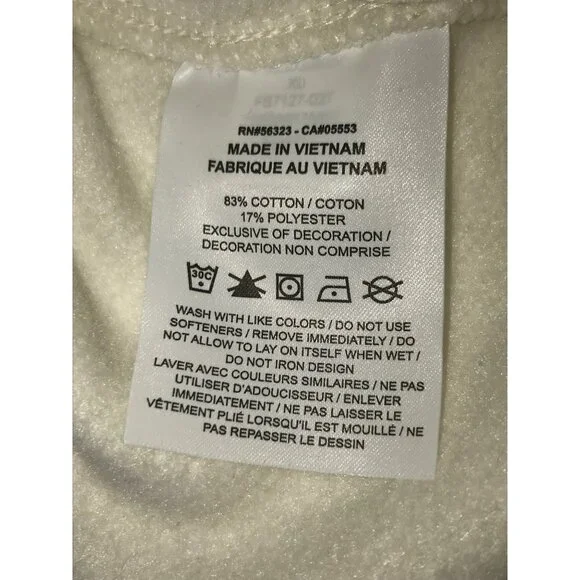 RN#56323 - CA#05553
MADE IN VIETNAM
FABRIQUE AU VIETNAM
83% COTTON / COTON
17% POLYESTER
EXCLUSIVE OF DECORATION /
DECORATION NON COMPRISE
30C
WASH WITH LIKE COLORS / DO NOT USE
SOFTENERS / REMOVE IMMEDIATELY / DO
NOT ALLOW TO LAY ON ITSELF WHEN WET /
DO NOT IRON DESIGN
LAVER AVEC COULEURS SIMILAIRES / NE PAS
UTILISER D'ADOUCISSEUR / ENLEVER
IMMEDIATEMENT / NE PAS LAISSER LE
VÊTEMENT PLIÉ LORSQU'IL EST MOUILLÉ / NE
PAS REPASSER LE DESSIN